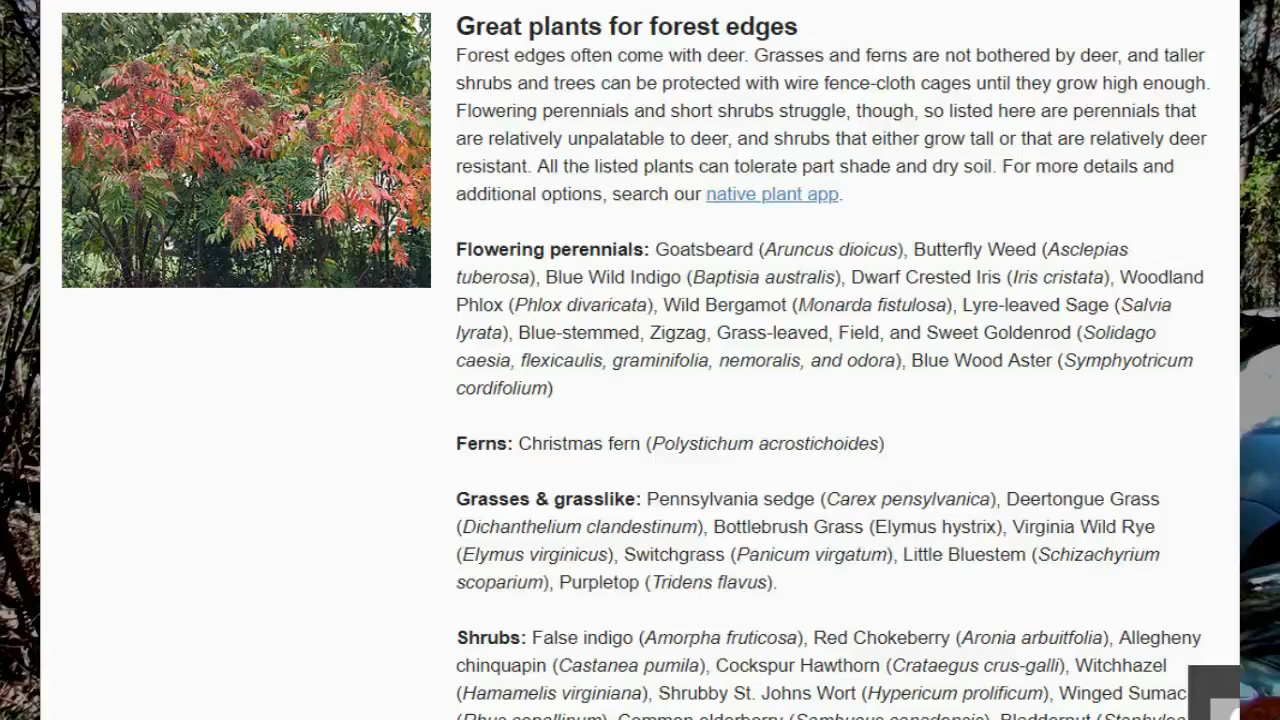 Great plants for forest edges
Forest edges often come with deer. Grasses and ferns are not bothered by deer, and taller
shrubs and trees can be protected with wire fence-cloth cages until they grow high enough.
Flowering perennials and short shrubs struggle, though, so listed here are perennials that
are relatively unpalatable to deer, and shrubs that either grow tall or that are relatively deer
resistant. All the listed plants can tolerate part shade and dry soil. For more details and
additional options, search our native plant app.
Flowering perennials: Goatsbeard (Aruncus dioicus), Butterfly Weed (Asclepias
tuberosa), Blue Wild Indigo (Baptisia australis), Dwarf Crested Iris (Iris cristata), Woodland
Phlox (Phlox divaricata), Wild Bergamot (Monarda fistulosa), Lyre-leaved Sage (Salvia
lyrata), Blue-stemmed, Zigzag, Grass-leaved, Field, and Sweet Goldenrod (Solidago
caesia, flexicaulis, graminifolia, nemoralis, and odora), Blue Wood Aster (Symphyotricum
cordifolium)
Ferns: Christmas fern (Polystichum acrostichoides)
Grasses & grasslike: Pennsylvania sedge (Carex pensylvanica), Deertongue Grass
(Dichanthelium clandestinum), Bottlebrush Grass (Elymus hystrix), Virginia Wild Rye
(Elymus virginicus), Switchgrass (Panicum virgatum), Little Bluestem (Schizachyrium
scoparium), Purpletop (Tridens flavus).
Shrubs: False indigo (Amorpha fruticosa), Red Chokeberry (Aronia arbuitfolia), Allegheny
chinquapin (Castanea pumila), Cockspur Hawthorn (Crataegus crus-galli), Witchhazel
(Hamamelis virginiana), Shrubby St. Johns Wort (Hypericum prolificum), Winged Sumac
(Rhus copellinum), Common elderberry (Sambucus canadensis), Bladdernut (Staphylea